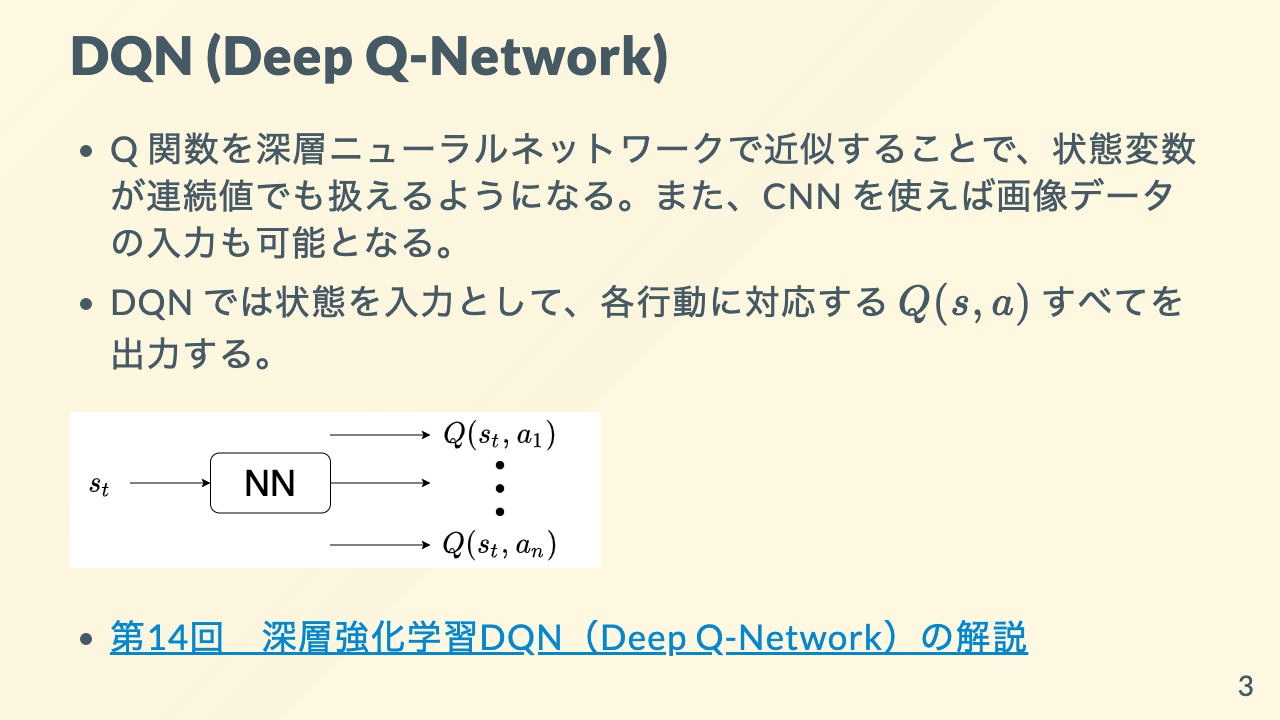 DQN (Deep Q-Network)
• Q 関数を深層ニューラルネットワークで近似することで、状態変数
が連続値でも扱えるようになる。また、CNN を使えば画像データ
の入力も可能となる。
• DQN では状態を入力として、各行動に対応する Q(s, a) すべてを
出力する。
Q(s_t, a_1)
s_t NN
Q(s_t, a_n)
• 第14回　深層強化学習DQN（Deep Q-Network）の解説
3